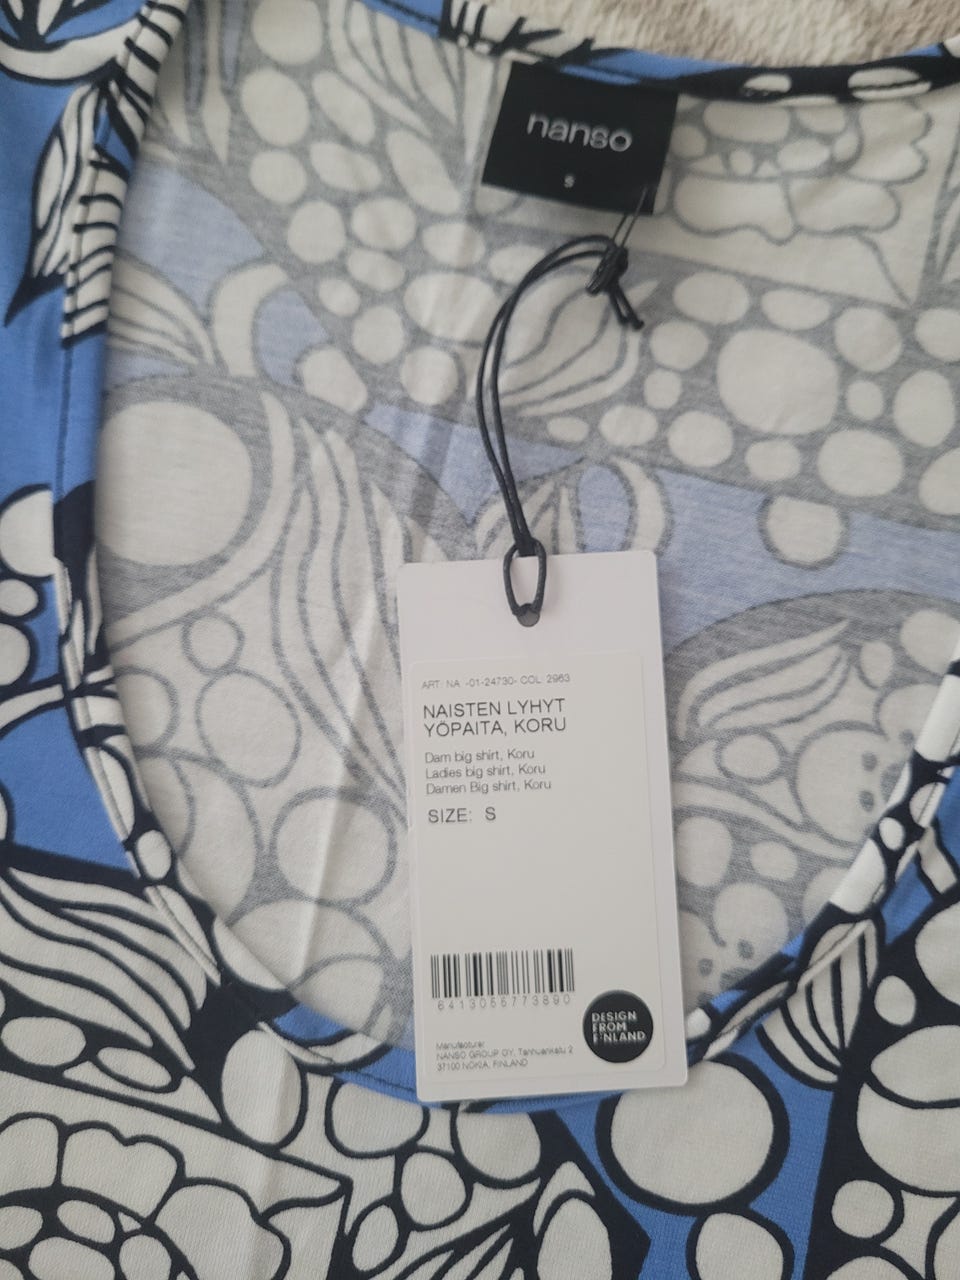 nanso
S
ART: NA -01-24730- COL: 2963
NAISTEN LYHYT
YÖPAITA, KORU
Dam big shirt, Koru
Ladies big shirt, Koru
Damen Big shirt, Koru
SIZE: S
6413055773890
Manufacturer
NANSO GROUP OY, Tehtaankatu 2
37100 NOKIA, FINLAND
DESIGN
FROM
FINLAND